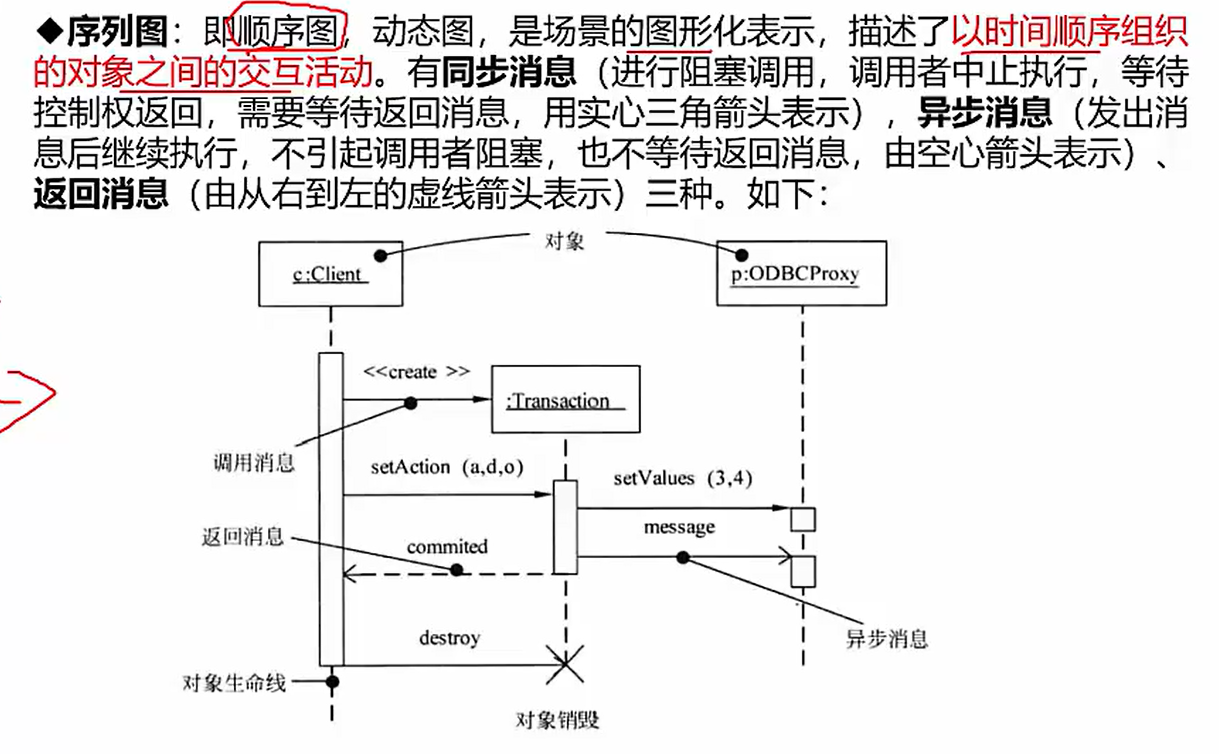 ◆序列图：即顺序图，动态图，是场景的图形化表示，描述了以时间顺序组织
的对象之间的交互活动。有同步消息（进行阻塞调用，调用者中止执行，等待
控制权返回，需要等待返回消息，用实心三角箭头表示），异步消息（发出消
息后继续执行，不引起调用者阻塞，也不等待返回消息，由空心箭头表示）、
返回消息（由从右到左的虚线箭头表示）三种。如下：
对象
c:Client
p:ODBCProxy
<<create >>
:Transaction
调用消息
setAction (a,d,o)
setValues (3,4)
返回消息
commited
message
destroy
异步消息
对象生命线
对象销毁